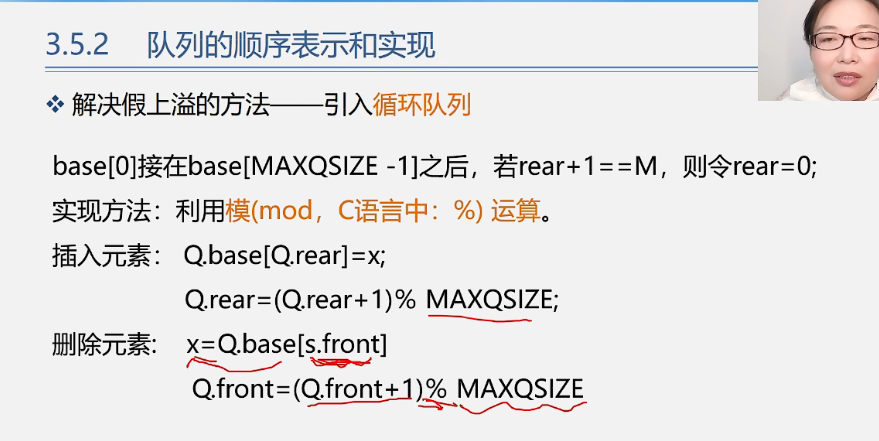 3.5.2 队列的顺序表示和实现
❖ 解决假上溢的方法——引入循环队列
base[0]接在base[MAXQSIZE -1]之后，若rear+1==M，则令rear=0;
实现方法：利用模(mod，C语言中：%) 运算。
插入元素： Q.base[Q.rear]=x;
Q.rear=(Q.rear+1)% MAXQSIZE;
删除元素: x=Q.base[s.front]
Q.front=(Q.front+1)% MAXQSIZE